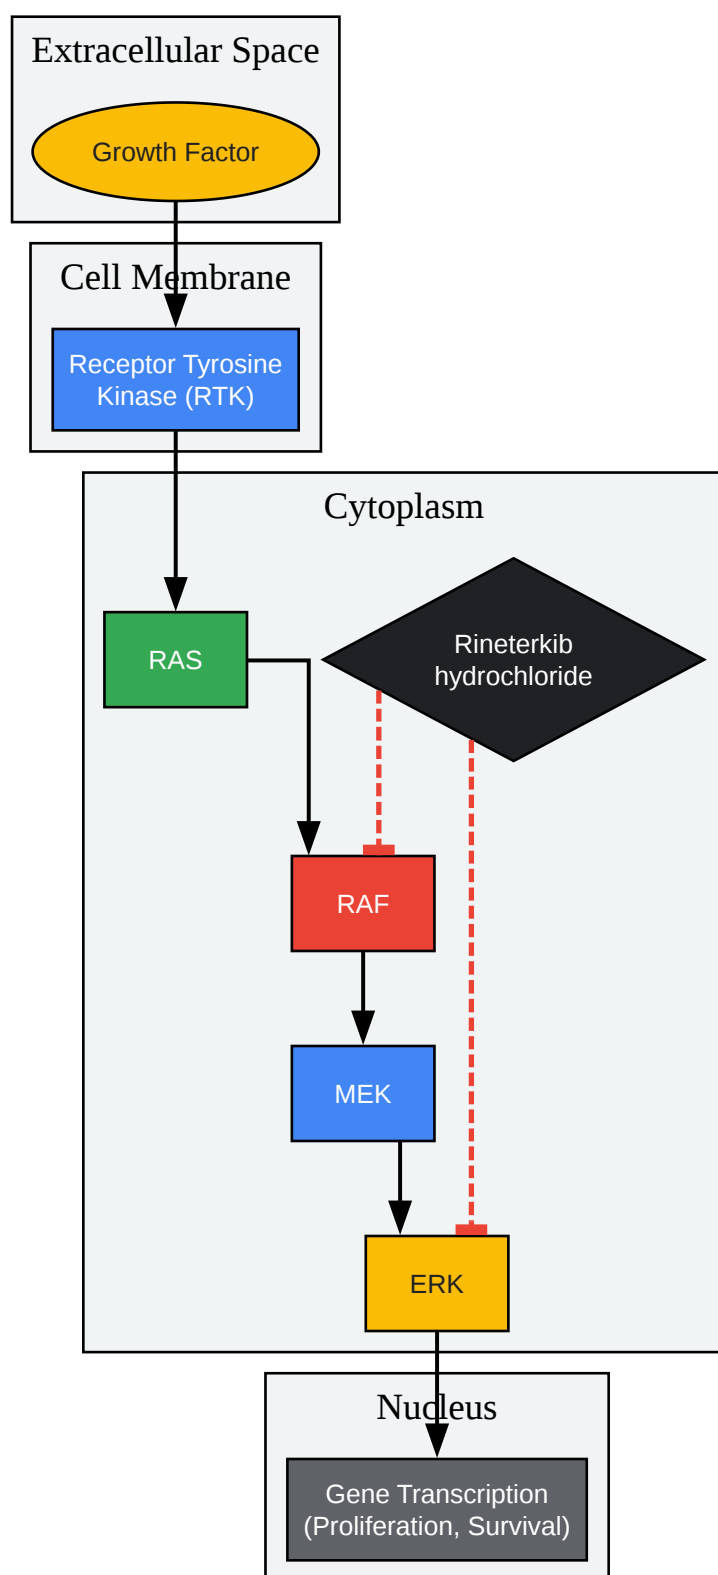 Extracellular Space
Growth Factor
Cell Membrane
Receptor Tyrosine
Kinase (RTK)
Cytoplasm
RAS
Rineterkib
hydrochloride
RAF
MEK
ERK
Nucleus
Gene Transcription
(Proliferation, Survival)